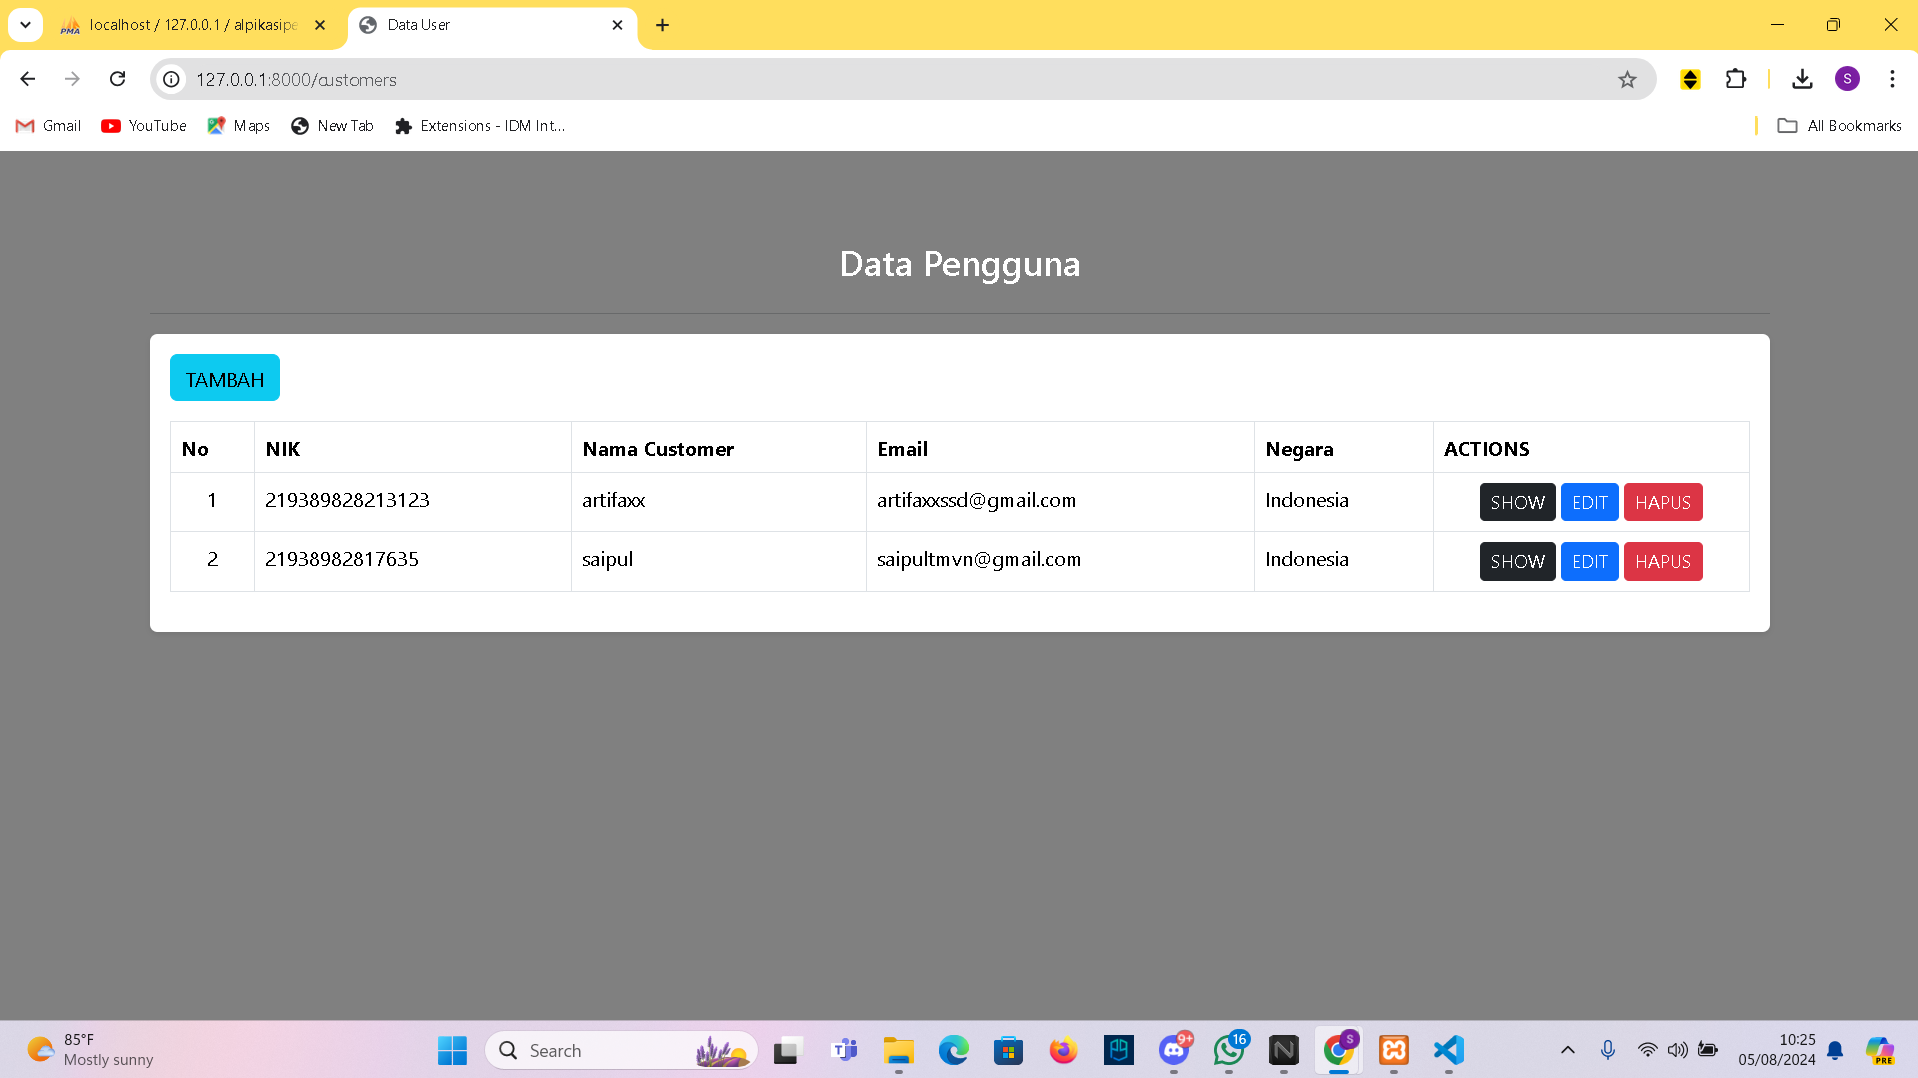 localhost / 127.0.0.1 / alpikasipe
Data User
127.0.0.1:8000/customers
S
Gmail
YouTube
Maps
New Tab
Extensions - IDM Int...
All Bookmarks
Data Pengguna
TAMBAH
No NIK Nama Customer Email Negara ACTIONS
1 219389828213123 artifaxx artifaxxssd@gmail.com Indonesia SHOW EDIT HAPUS
2 21938982817635 saipul saipultmvn@gmail.com Indonesia SHOW EDIT HAPUS
85°F
Mostly sunny
Search
9+
16
S
10:25
05/08/2024
PRE